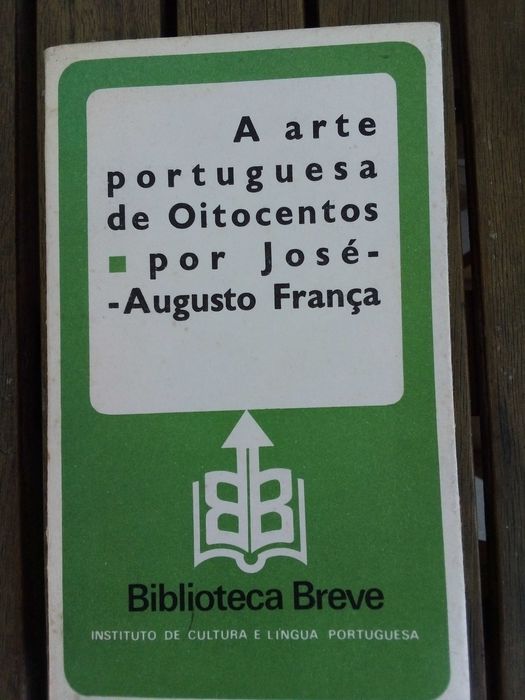 A arte
portuguesa
de Oitocentos
■ por José-
-Augusto França
BB
Biblioteca Breve
INSTITUTO DE CULTURA E LÍNGUA PORTUGUESA